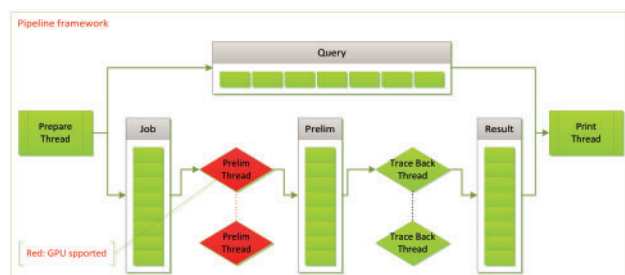 Pipeline framework
Query
Prepare
Thread
Job
Prelim
Thread
Prelim
Trace Back
Thread
Result
Print
Thread
Red: GPU spported
Prelim
Thread
Trace Back
Thread